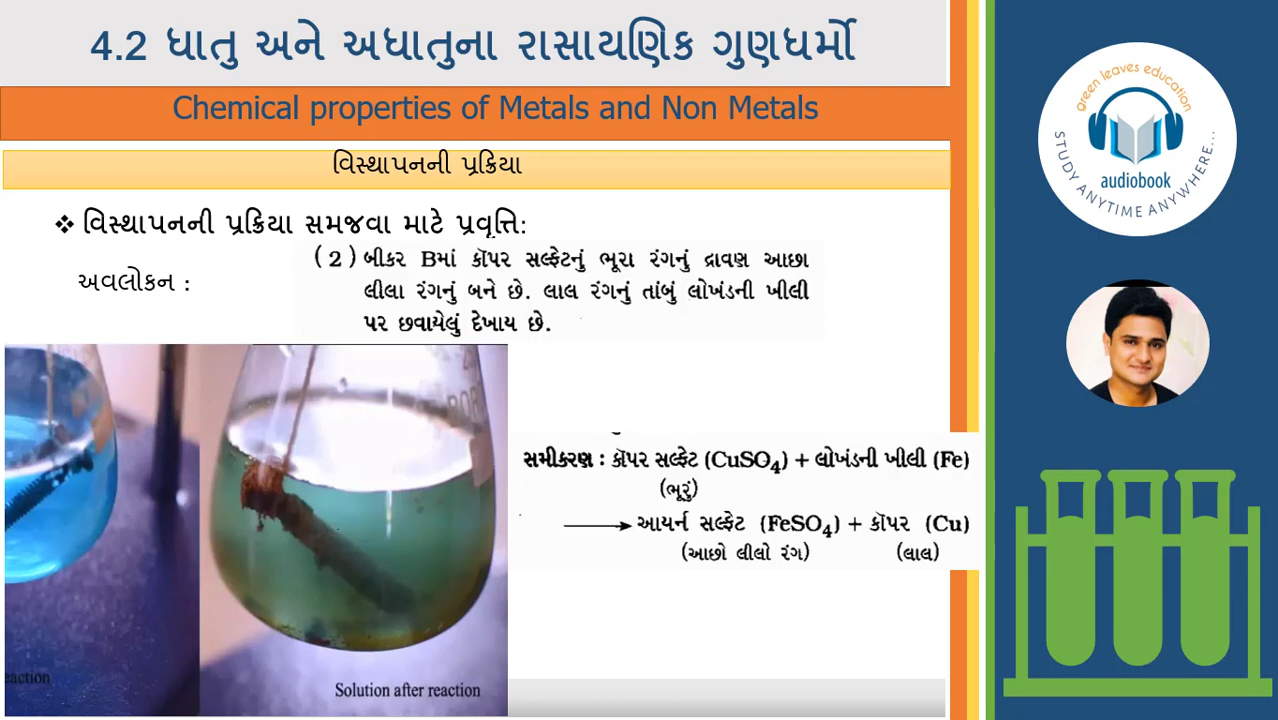 4.2 ધાતુ અને અધાતુના રાસાયણિક ગુણધર્મો
Chemical properties of Metals and Non Metals
વિસ્થાપનની પ્રક્રિયા
❖ વિસ્થાપનની પ્રક્રિયા સમજવા માટે પ્રવૃત્તિ:
અવલોકન :
( 2 ) બીકર Bમાં કૉપર સલ્ફેટનું ભૂરા રંગનું દ્રાવણ આછા
લીલા રંગનું બને છે. લાલ રંગનું તાંબું લોખંડની ખીલી
પર છવાયેલું દેખાય છે.
સમીકરણ : કૉપર સલ્ફેટ (CuSO₄) + લોખંડની ખીલી (Fe)
(ભૂરું)
⟶ આયર્ન સલ્ફેટ (FeSO₄) + કૉપર (Cu)
(આછો લીલો રંગ) (લાલ)
eaction
Solution after reaction
green leaves education
audiobook
STUDY ANYTIME ANYWHERE...